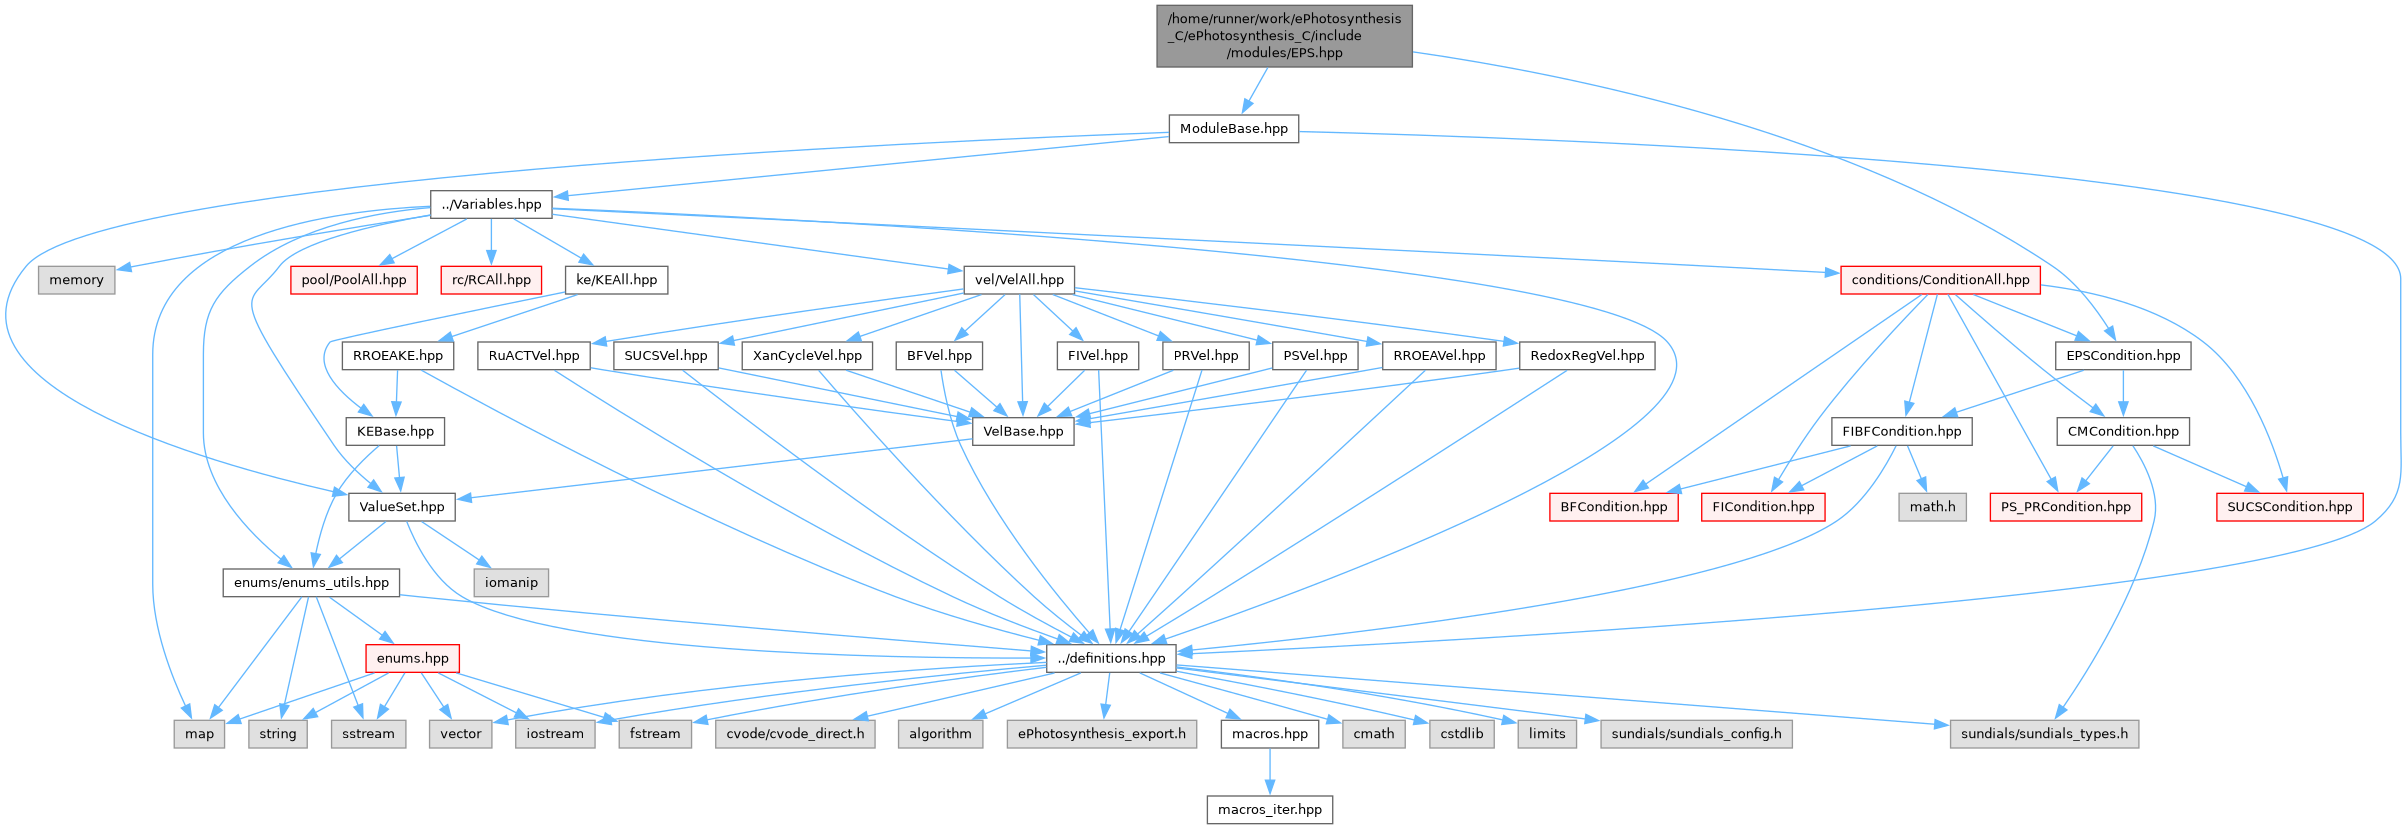 /home/runner/work/ePhotosynthesis
_C/ePhotosynthesis_C/include
/modules/EPS.hpp
ModuleBase.hpp
../Variables.hpp
memory
pool/PoolAll.hpp
rc/RCAll.hpp
ke/KEAll.hpp
vel/VelAll.hpp
conditions/ConditionAll.hpp
RROEAKE.hpp
RuACTVel.hpp
SUCSVel.hpp
XanCycleVel.hpp
BFVel.hpp
FIVel.hpp
PRVel.hpp
PSVel.hpp
RROEAVel.hpp
RedoxRegVel.hpp
EPSCondition.hpp
KEBase.hpp
VelBase.hpp
FIBFCondition.hpp
CMCondition.hpp
ValueSet.hpp
BFCondition.hpp
FICondition.hpp
math.h
PS_PRCondition.hpp
SUCSCondition.hpp
enums/enums_utils.hpp
iomanip
enums.hpp
../definitions.hpp
map
string
sstream
vector
iostream
fstream
cvode/cvode_direct.h
algorithm
ePhotosynthesis_export.h
macros.hpp
cmath
cstdlib
limits
sundials/sundials_config.h
sundials/sundials_types.h
macros_iter.hpp